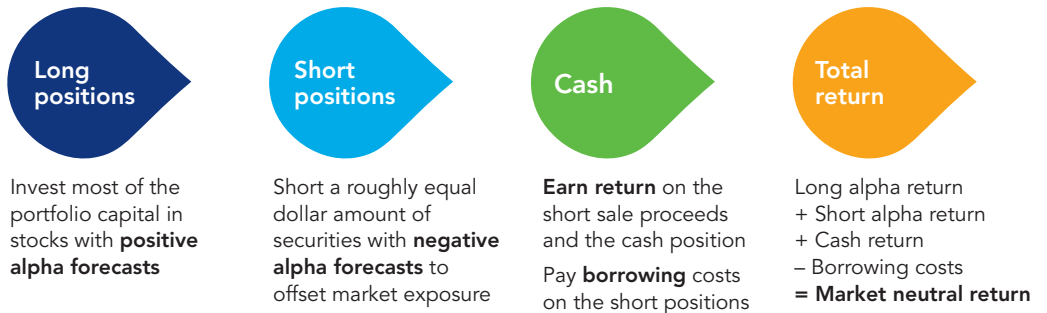 Long
positions
Invest most of the
portfolio capital in
stocks with positive
alpha forecasts
Short
positions
Short a roughly equal
dollar amount of
securities with negative
alpha forecasts to
offset market exposure
Cash
Earn return on the
short sale proceeds
and the cash position
Pay borrowing costs
on the short positions
Total
return
Long alpha return
+ Short alpha return
+ Cash return
– Borrowing costs
= Market neutral return